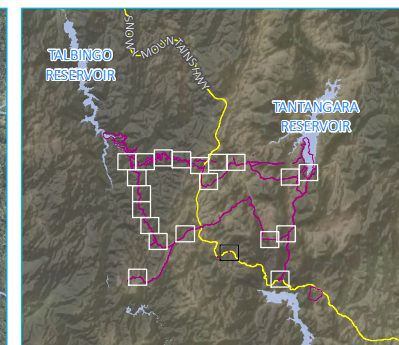 SNOWY MOUNTAINS HWY
TALBINGO
RESERVOIR
TANTANGARA
RESERVOIR